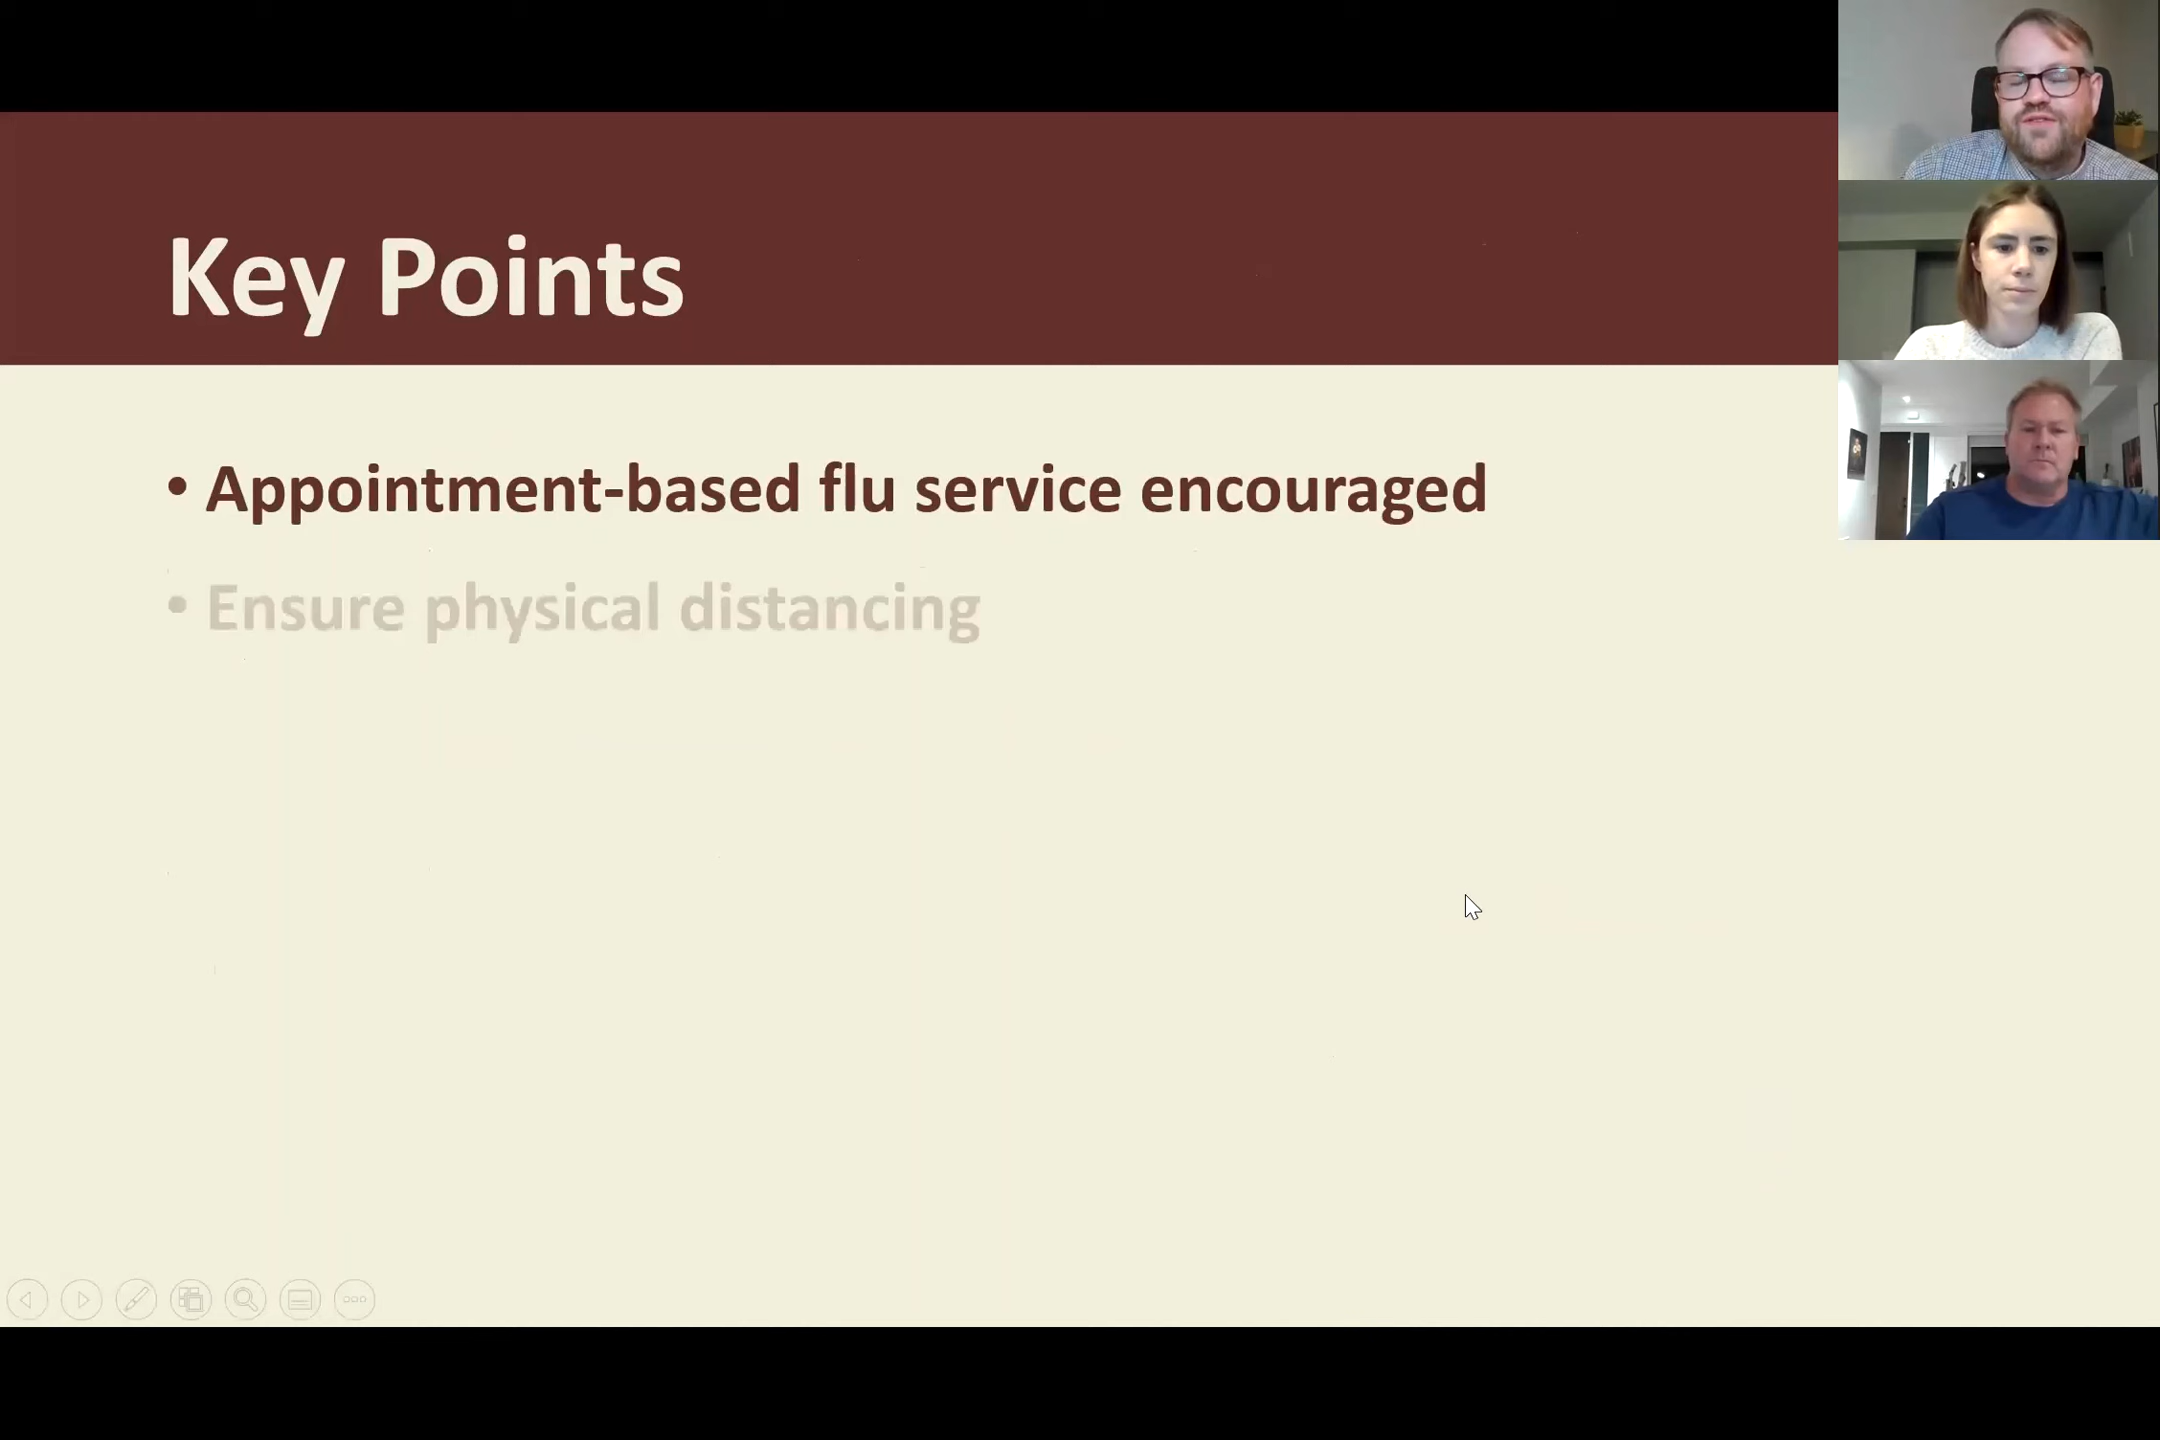 Key Points
• Appointment-based flu service encouraged
• Ensure physical distancing